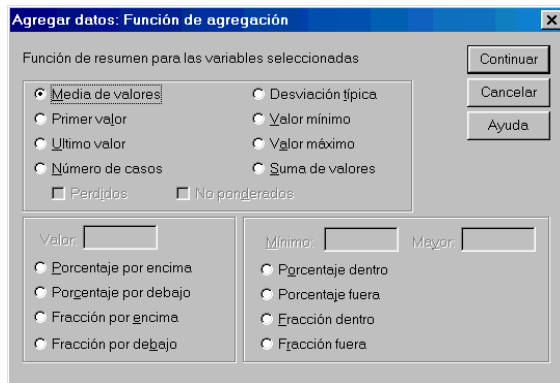 Agregar datos: Función de agregación
Función de resumen para las variables seleccionadas
Continuar
Cancelar
Ayuda
Media de valores
Desviación típica
Primer valor
Valor mínimo
Ultimo valor
Valor máximo
Número de casos
Suma de valores
Perdidos
No ponderados
Valor:
Porcentaje por encima
Porcentaje por debajo
Fracción por encima
Fracción por debajo
Mínimo:
Mayor:
Porcentaje dentro
Porcentaje fuera
Fracción dentro
Fracción fuera